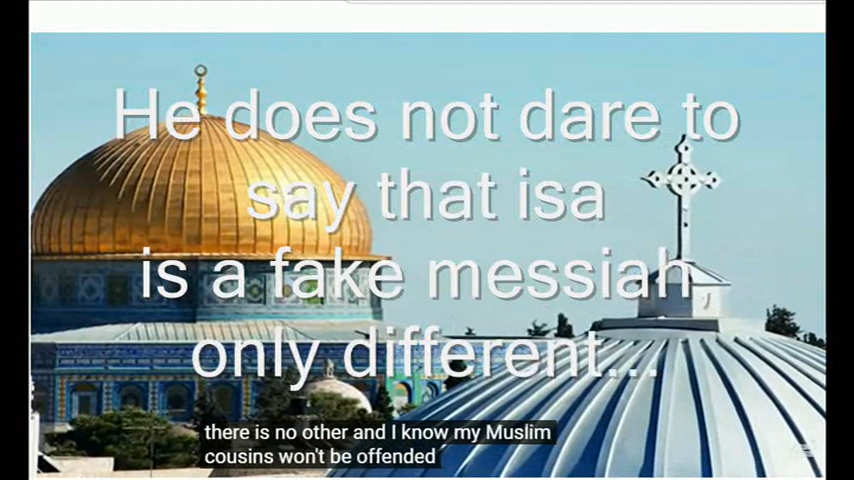 He does not dare to
say that isa
is a fake messiah
only different...
there is no other and I know my Muslim
cousins won't be offended